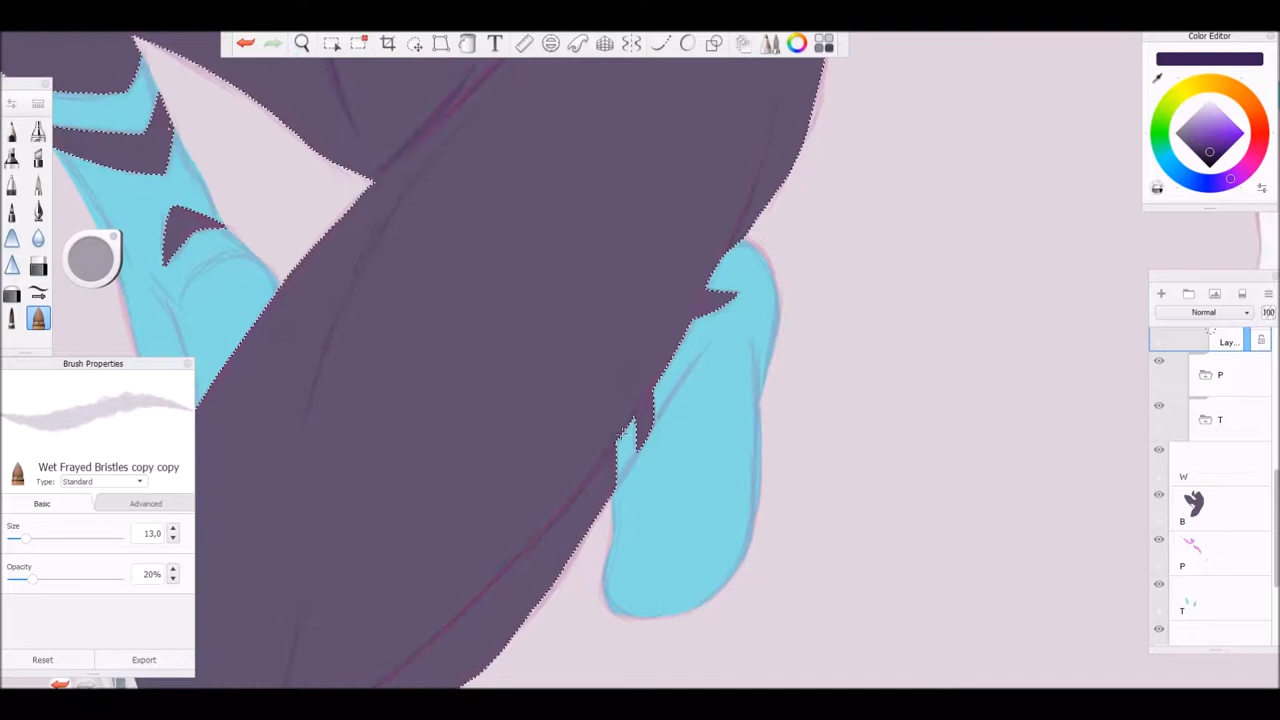 T
Color Editor
Normal
100
Lay...
P
T
W
B
P
T
Brush Properties
Wet Frayed Bristles copy copy
Type: Standard
Basic Advanced
Size
13,0
Opacity
20%
Reset Export